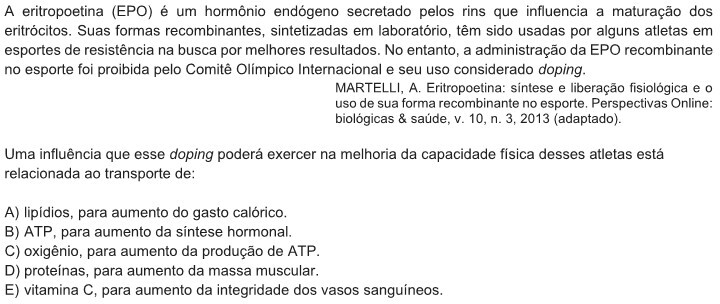 A eritropoetina (EPO) é um hormônio endógeno secretado pelos rins que influencia a maturação dos
eritrócitos. Suas formas recombinantes, sintetizadas em laboratório, têm sido usadas por alguns atletas em
esportes de resistência na busca por melhores resultados. No entanto, a administração da EPO recombinante
no esporte foi proibida pelo Comitê Olímpico Internacional e seu uso considerado doping.
MARTELLI, A. Eritropoetina: síntese e liberação fisiológica e o
uso de sua forma recombinante no esporte. Perspectivas Online:
biológicas & saúde, v. 10, n. 3, 2013 (adaptado).
Uma influência que esse doping poderá exercer na melhoria da capacidade física desses atletas está
relacionada ao transporte de:
A) lipídios, para aumento do gasto calórico.
B) ATP, para aumento da síntese hormonal.
C) oxigênio, para aumento da produção de ATP.
D) proteínas, para aumento da massa muscular.
E) vitamina C, para aumento da integridade dos vasos sanguíneos.